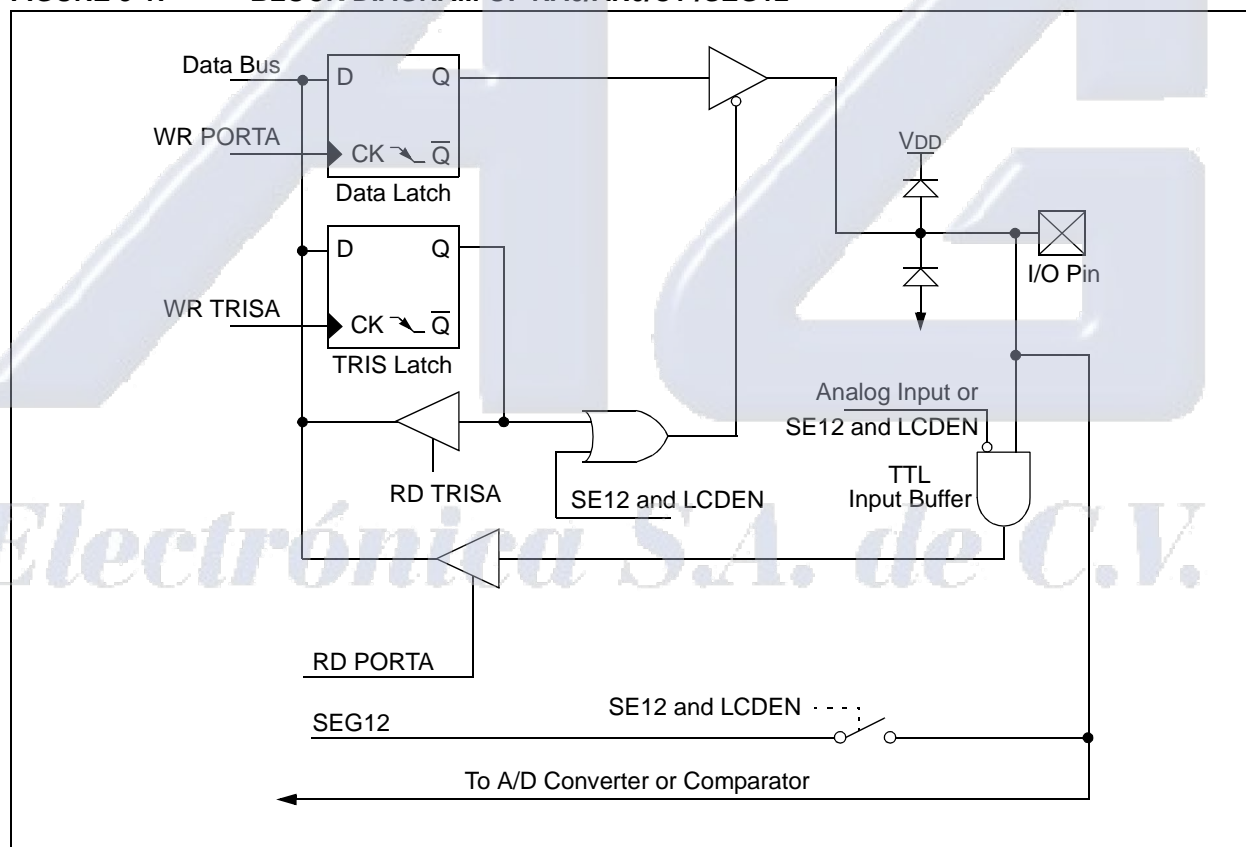 Data Bus
D Q
WR PORTA
CK Q
Data Latch
VDD
D Q
I/O Pin
WR TRISA
CK Q
TRIS Latch
Analog Input or
SE12 and LCDEN
RD TRISA
SE12 and LCDEN
TTL
Input Buffer
Electrónica S.A. de C.V.
RD PORTA
SE12 and LCDEN
SEG12
To A/D Converter or Comparator